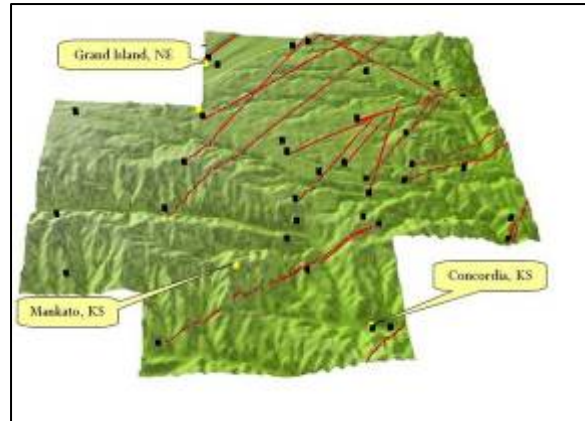 Grand Island, NE
Concordia, KS
Mankato, KS